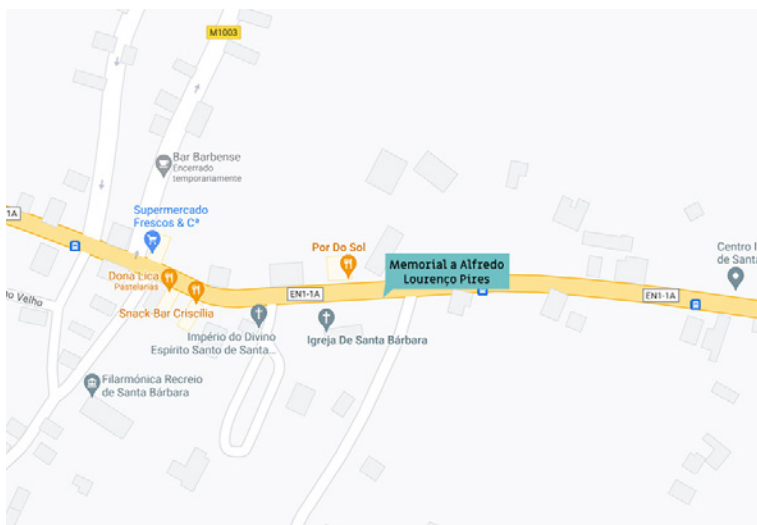 M1003
Bar Barbense
Encerrado
temporariamente
1A
Supermercado
Frescos & Cª
Por Do Sol
Memorial a Alfredo
Lourenço Pires
Centro I
de Santa
Dona Lica
Pastelarias
EN1-1A
EN1-1A
Velho
Snack Bar Criscília
Império do Divino
Espírito Santo de Santa...
Igreja De Santa Bárbara
Filarmónica Recreio
de Santa Bárbara